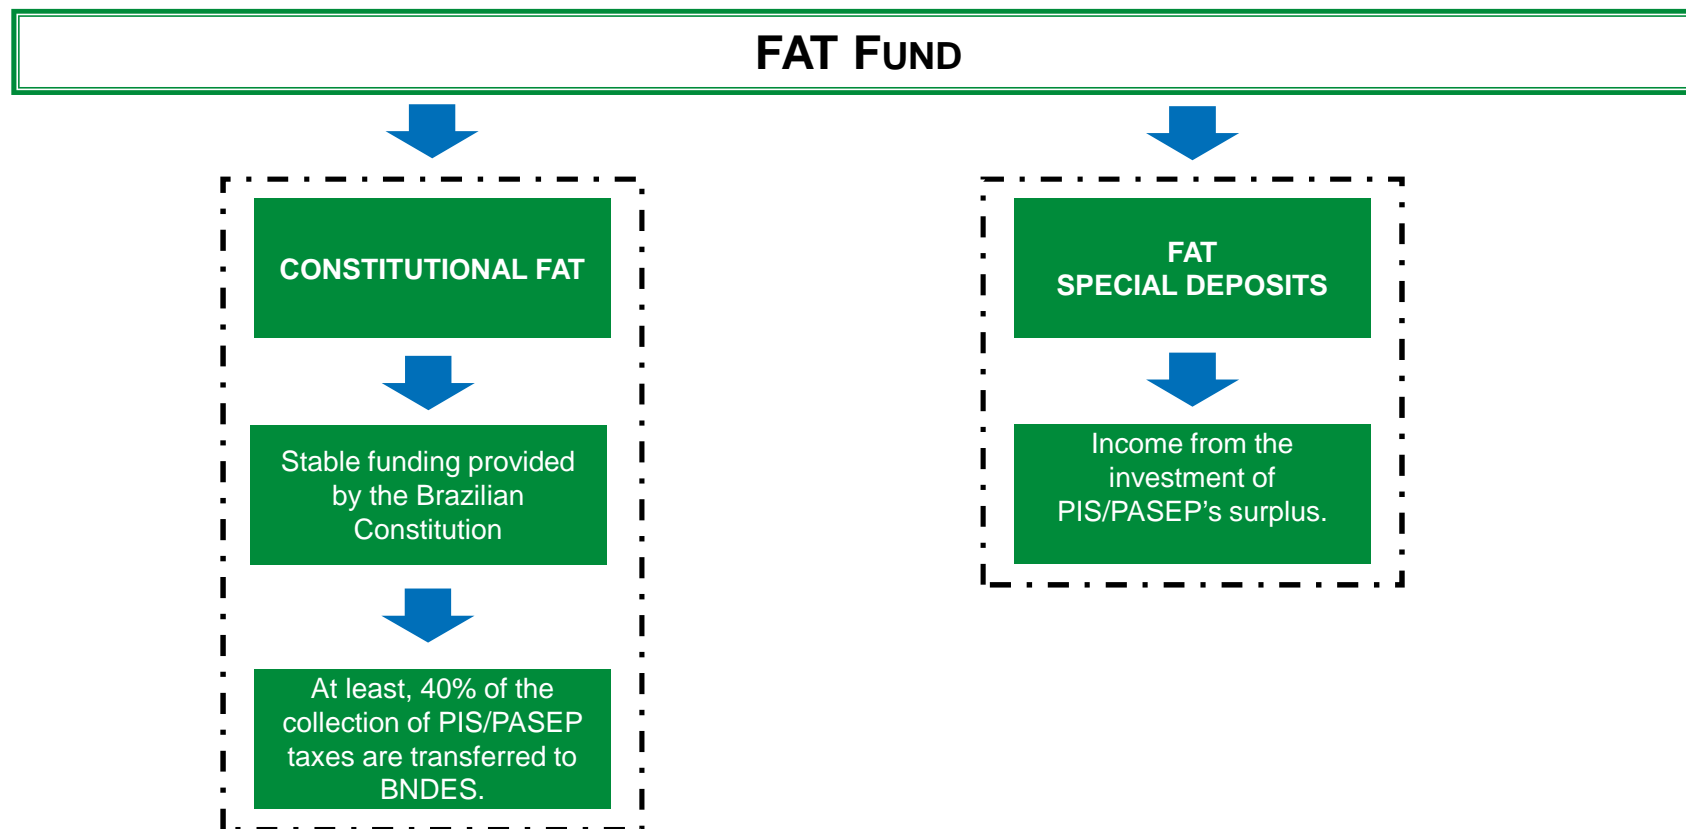 FAT FUND
CONSTITUTIONAL FAT
Stable funding provided
by the Brazilian
Constitution
At least, 40% of the
collection of PIS/PASEP
taxes are transferred to
BNDES.
FAT
SPECIAL DEPOSITS
Income from the
investment of
PIS/PASEP’s surplus.